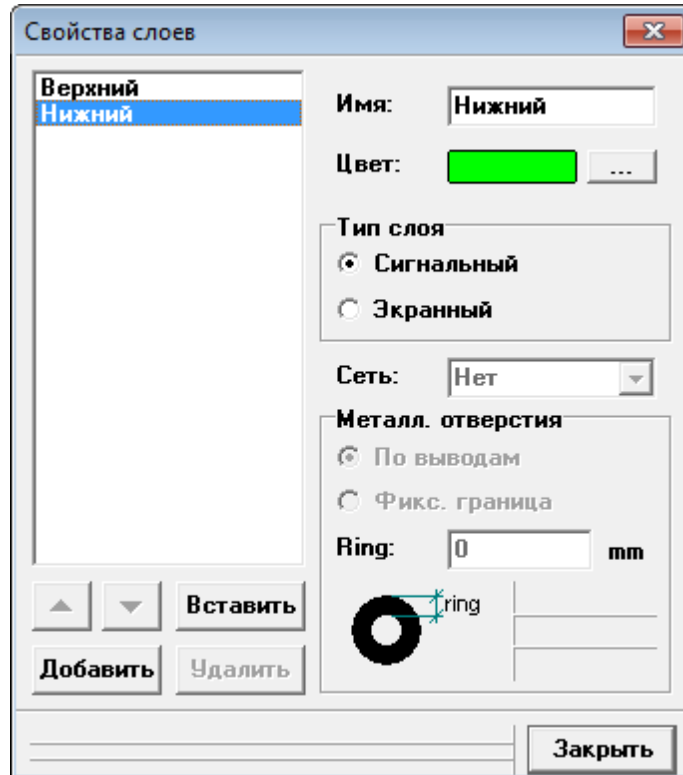 Свойства слоев
Верхний
Нижний
Имя: Нижний
Цвет: ...
Тип слоя
Сигнальный
Экранный
Сеть: Нет
Металл. отверстия
По выводам
Фикс. граница
Ring: 0 mm
ring
Вставить
Добавить Удалить
Закрыть